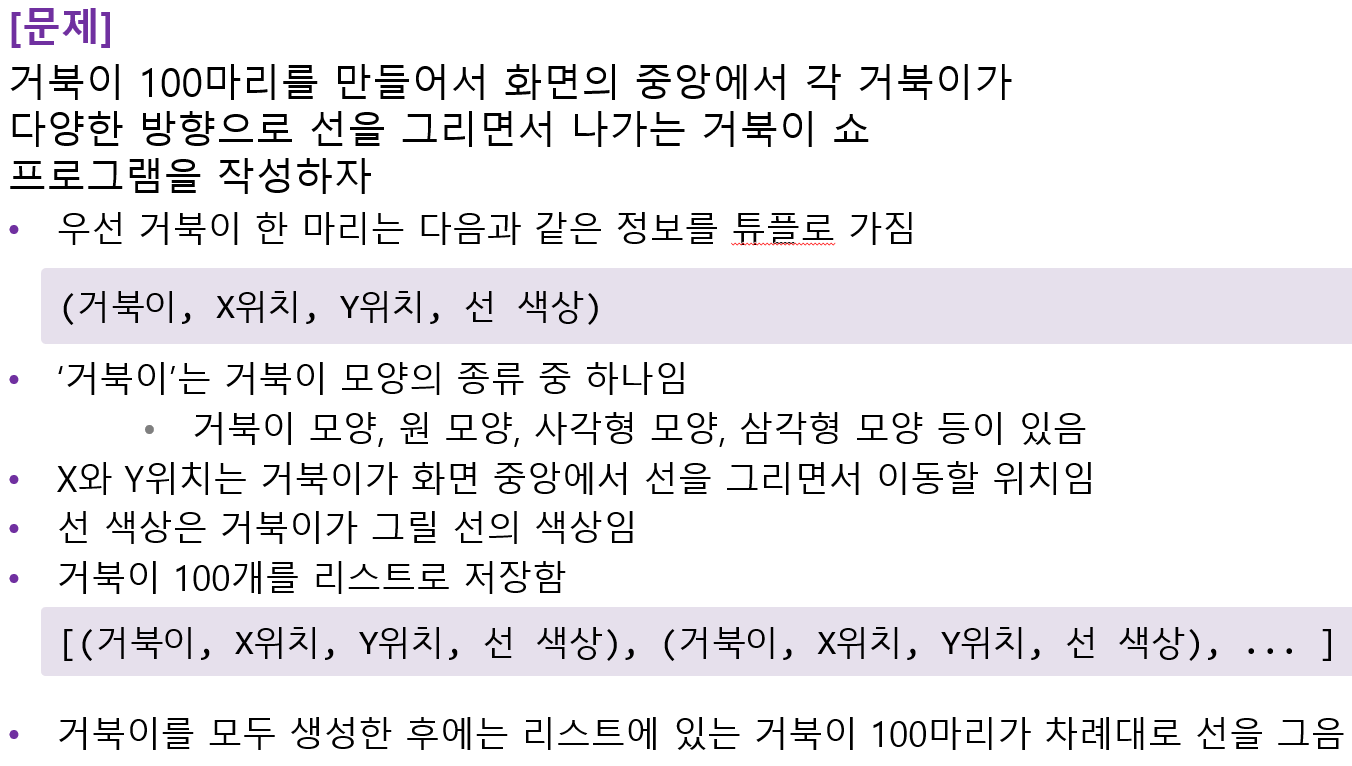 [문제]
거북이 100마리를 만들어서 화면의 중앙에서 각 거북이가
다양한 방향으로 선을 그리면서 나가는 거북이 쇼
프로그램을 작성하자
• 우선 거북이 한 마리는 다음과 같은 정보를 튜플로 가짐
(거북이, X위치, Y위치, 선 색상)
• ‘거북이’는 거북이 모양의 종류 중 하나임
• 거북이 모양, 원 모양, 사각형 모양, 삼각형 모양 등이 있음
• X와 Y위치는 거북이가 화면 중앙에서 선을 그리면서 이동할 위치임
• 선 색상은 거북이가 그릴 선의 색상임
• 거북이 100개를 리스트로 저장함
[(거북이, X위치, Y위치, 선 색상), (거북이, X위치, Y위치, 선 색상), ... ]
• 거북이를 모두 생성한 후에는 리스트에 있는 거북이 100마리가 차례대로 선을 그음